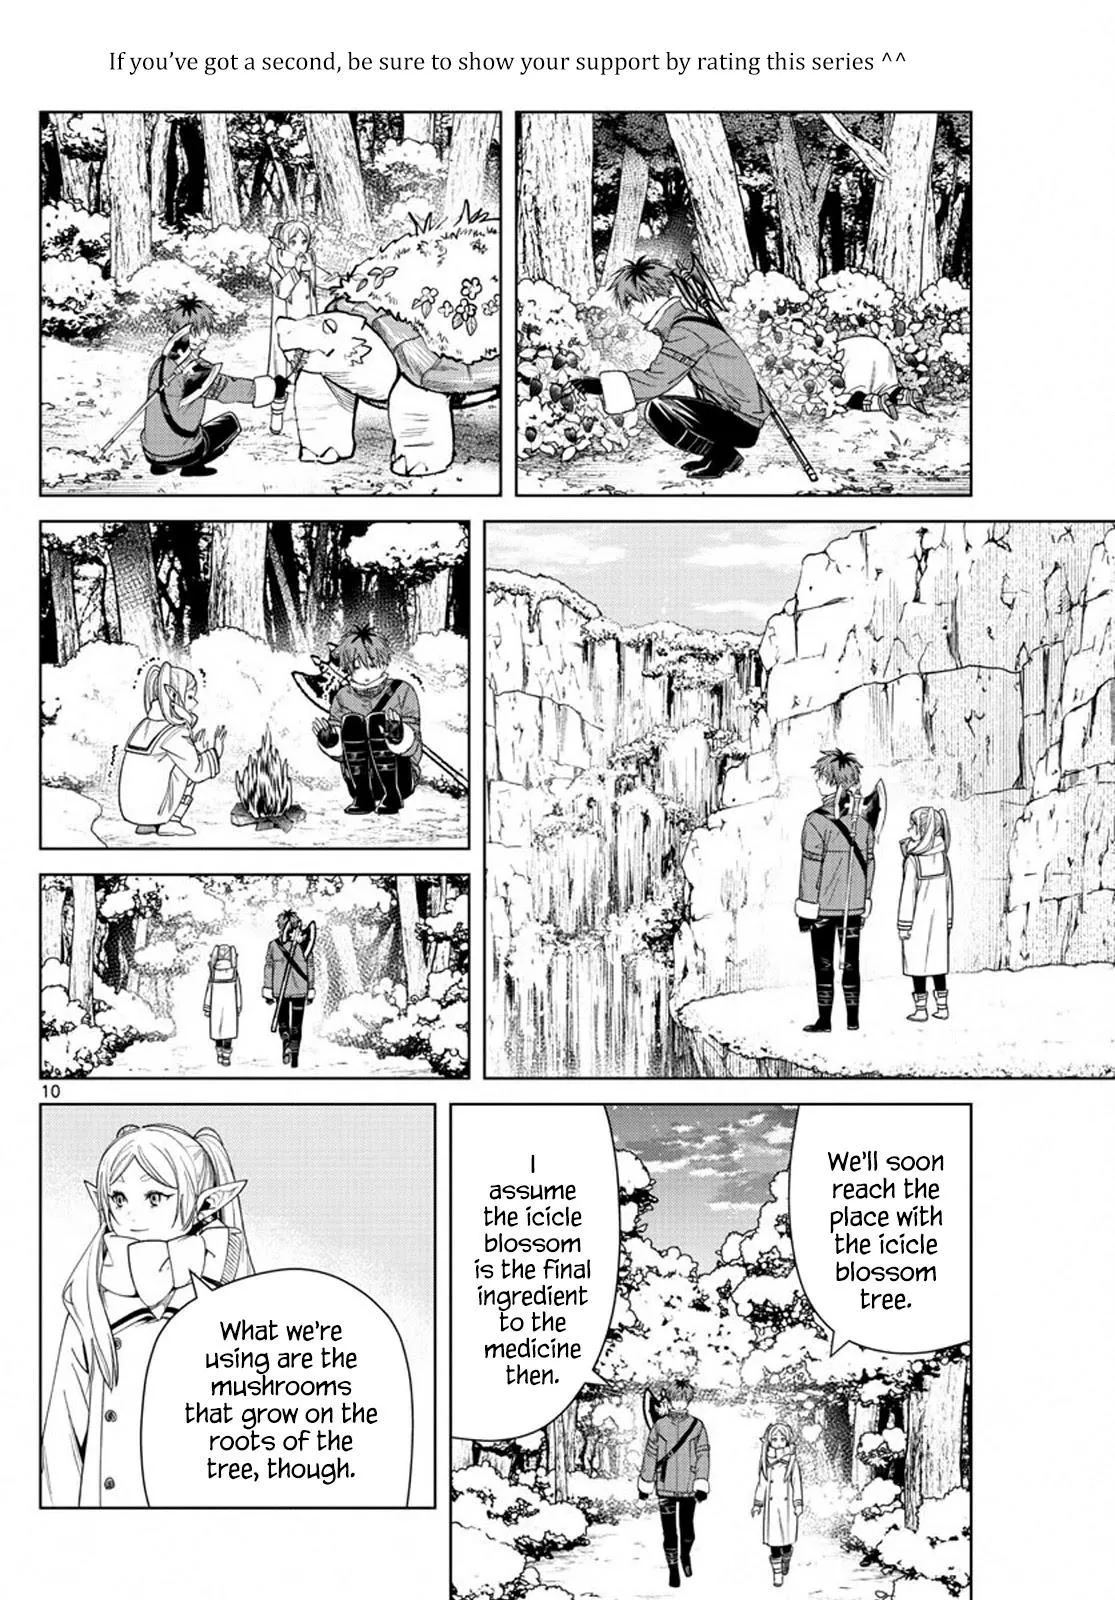 If you've got a second, be sure to show your support by rating this series ^^
10
We'll soon
reach the
place with
the icicle
blossom
tree.
I
assume
the icicle
blossom
is the final
ingredient
to the
medicine
then.
What we're
using are the
mushrooms
that grow on the
roots of the
tree, though.